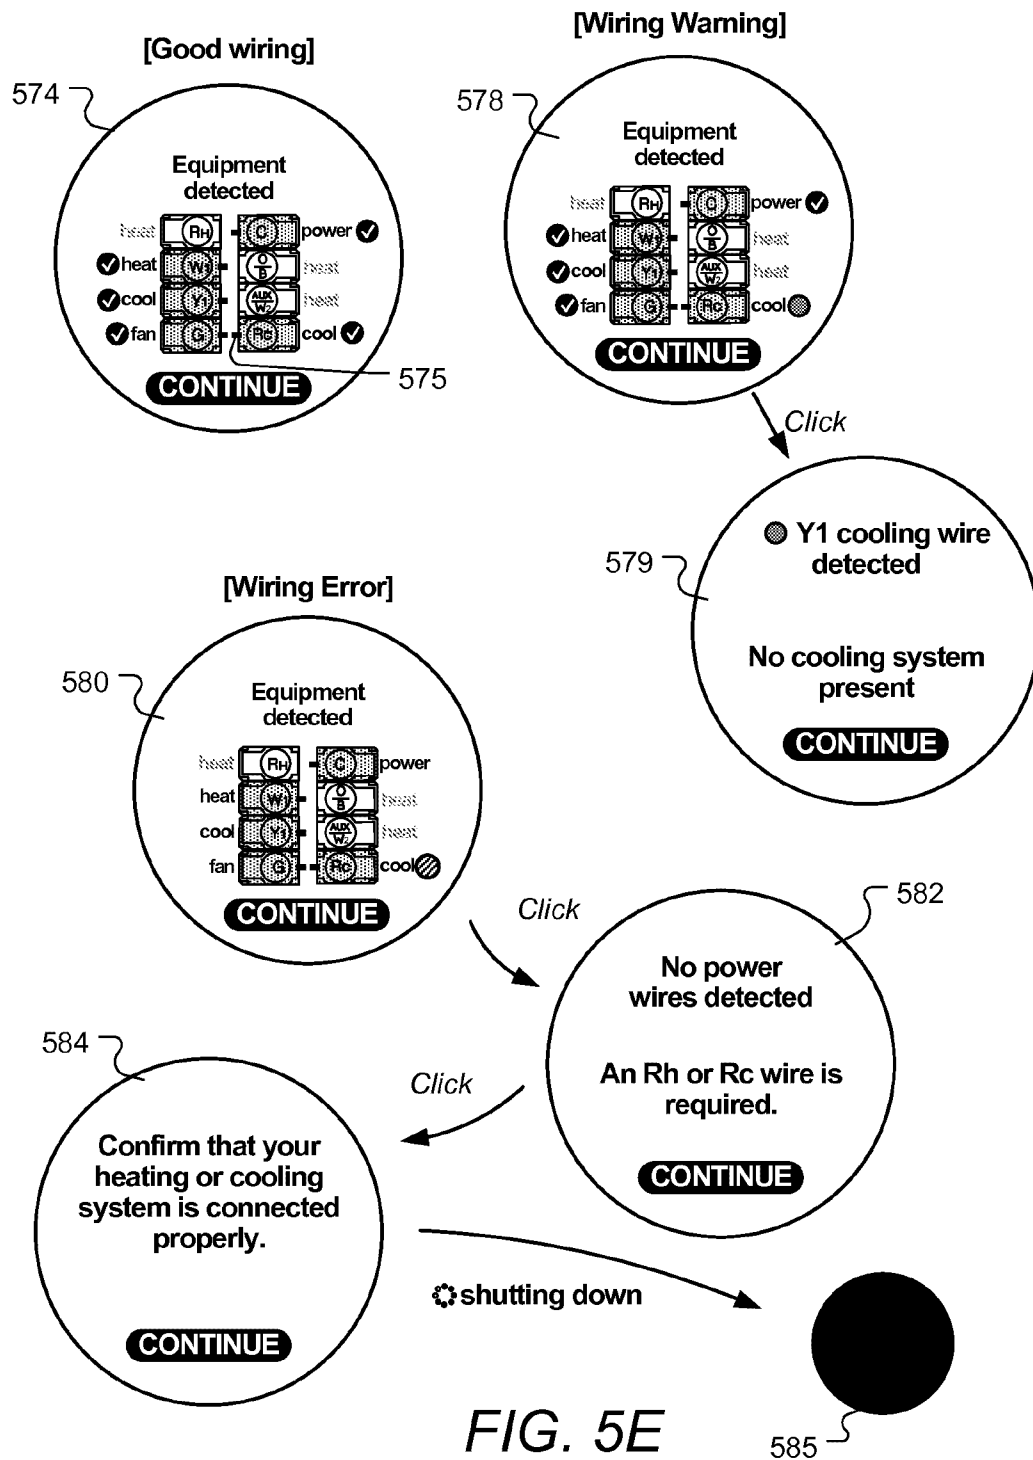 [Good wiring]
574
Equipment
detected
heat RH C power
heat W1 O/B heat
cool Y1 AUX/W2 heat
fan G Rc cool
CONTINUE
575
[Wiring Warning]
578
Equipment
detected
heat RH C power
heat W1 O/B heat
cool Y1 AUX/W2 heat
fan G Rc cool
CONTINUE
Click
579
Y1 cooling wire
detected
No cooling system
present
CONTINUE
[Wiring Error]
580
Equipment
detected
heat RH C power
heat W1 O/B heat
cool Y1 AUX/W2 heat
fan G Rc cool
CONTINUE
Click
582
No power
wires detected
An Rh or Rc wire is
required.
CONTINUE
Click
584
Confirm that your
heating or cooling
system is connected
properly.
CONTINUE
shutting down
585
FIG. 5E